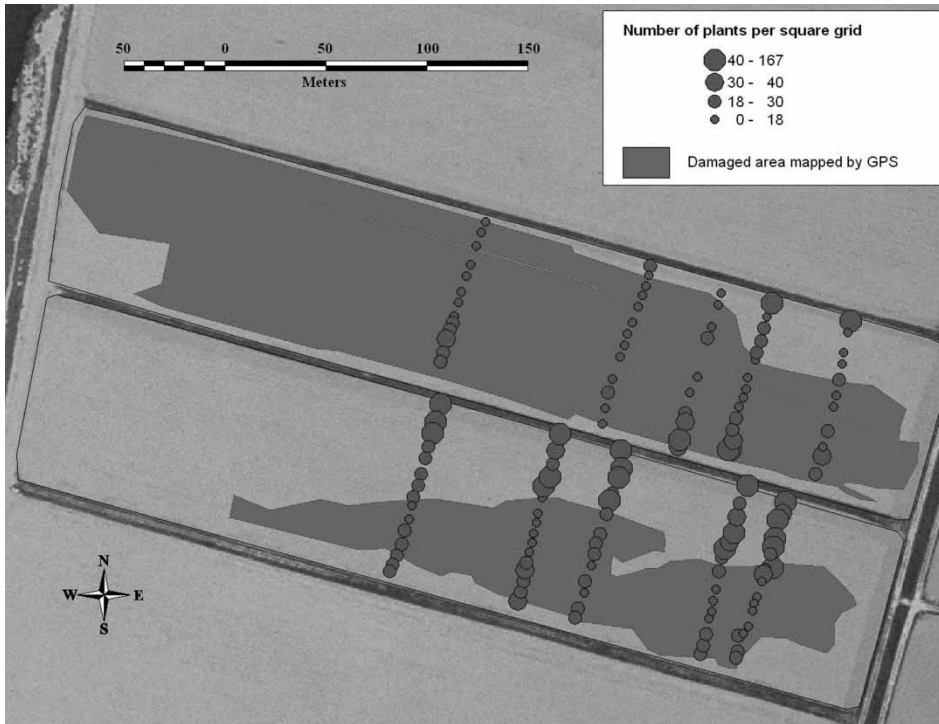 50 0 50 100 150
Meters
Number of plants per square grid
40 - 167
30 - 40
18 - 30
0 - 18
Damaged area mapped by GPS
N
W E
S